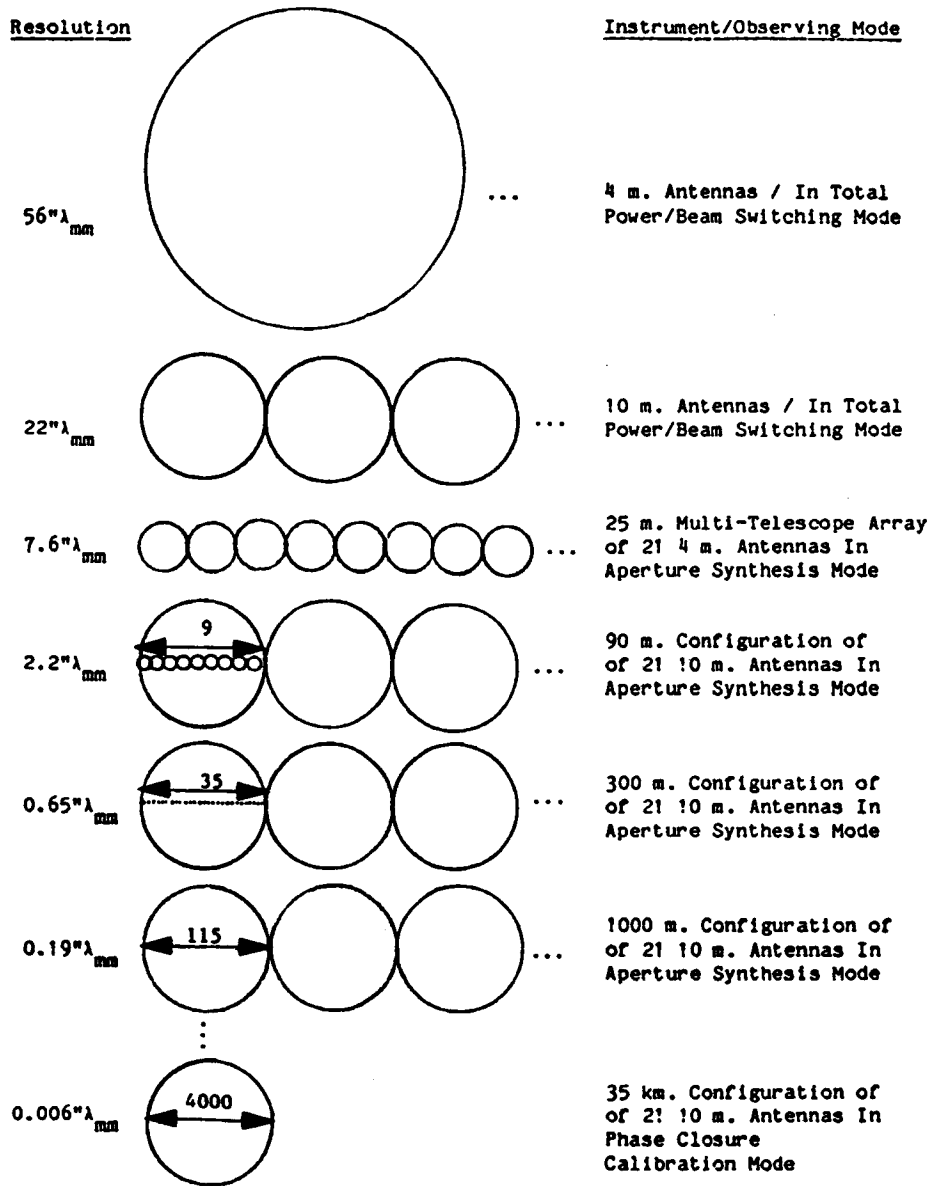 Resolution
Instrument/Observing Mode
56"λmm
...
4 m. Antennas / In Total
Power/Beam Switching Mode
22"λmm
...
10 m. Antennas / In Total
Power/Beam Switching Mode
7.6"λmm
...
25 m. Multi-Telescope Array
of 21 4 m. Antennas In
Aperture Synthesis Mode
2.2"λmm
9
...
90 m. Configuration of
of 21 10 m. Antennas In
Aperture Synthesis Mode
0.65"λmm
35
...
300 m. Configuration of
of 21 10 m. Antennas In
Aperture Synthesis Mode
0.19"λmm
115
...
1000 m. Configuration of
of 21 10 m. Antennas In
Aperture Synthesis Mode
0.006"λmm
4000
35 km. Configuration of
of 21 10 m. Antennas In
Phase Closure
Calibration Mode